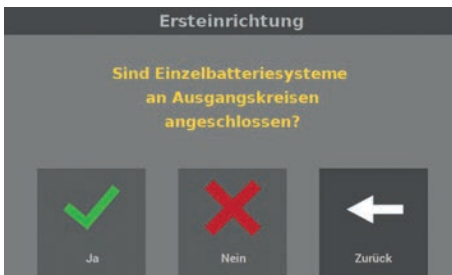 Ersteinrichtung
Sind Einzelbatteriesysteme
an Ausgangskreisen
angeschlossen?
Ja
Nein
Zurück